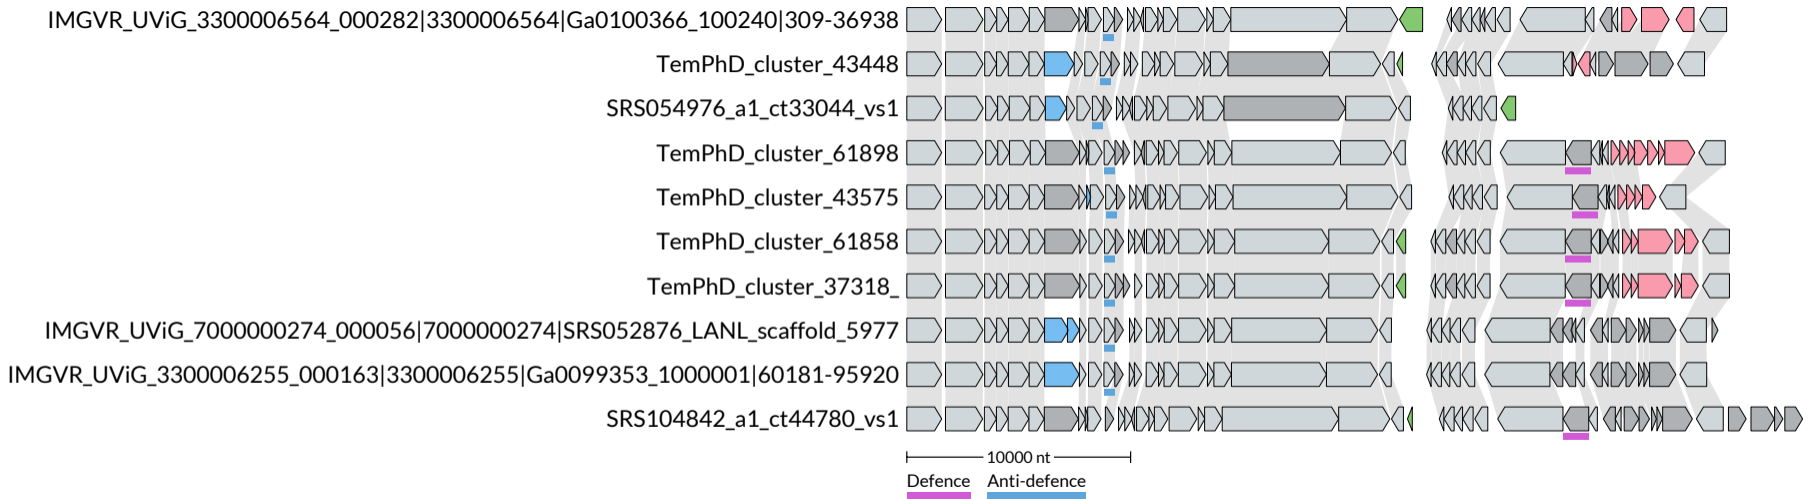 IMGVR_UViG_3300006564_000282|3300006564|Ga0100366_100240|309-36938
TemPhD_cluster_43448
SRS054976_a1_ct33044_vs1
TemPhD_cluster_61898
TemPhD_cluster_43575
TemPhD_cluster_61858
TemPhD_cluster_37318_
IMGVR_UViG_7000000274_000056|7000000274|SRS052876_LANL_scaffold_5977
IMGVR_UViG_3300006255_000163|3300006255|Ga0099353_1000001|60181-95920
SRS104842_a1_ct44780_vs1
10000 nt
Defence Anti-defence